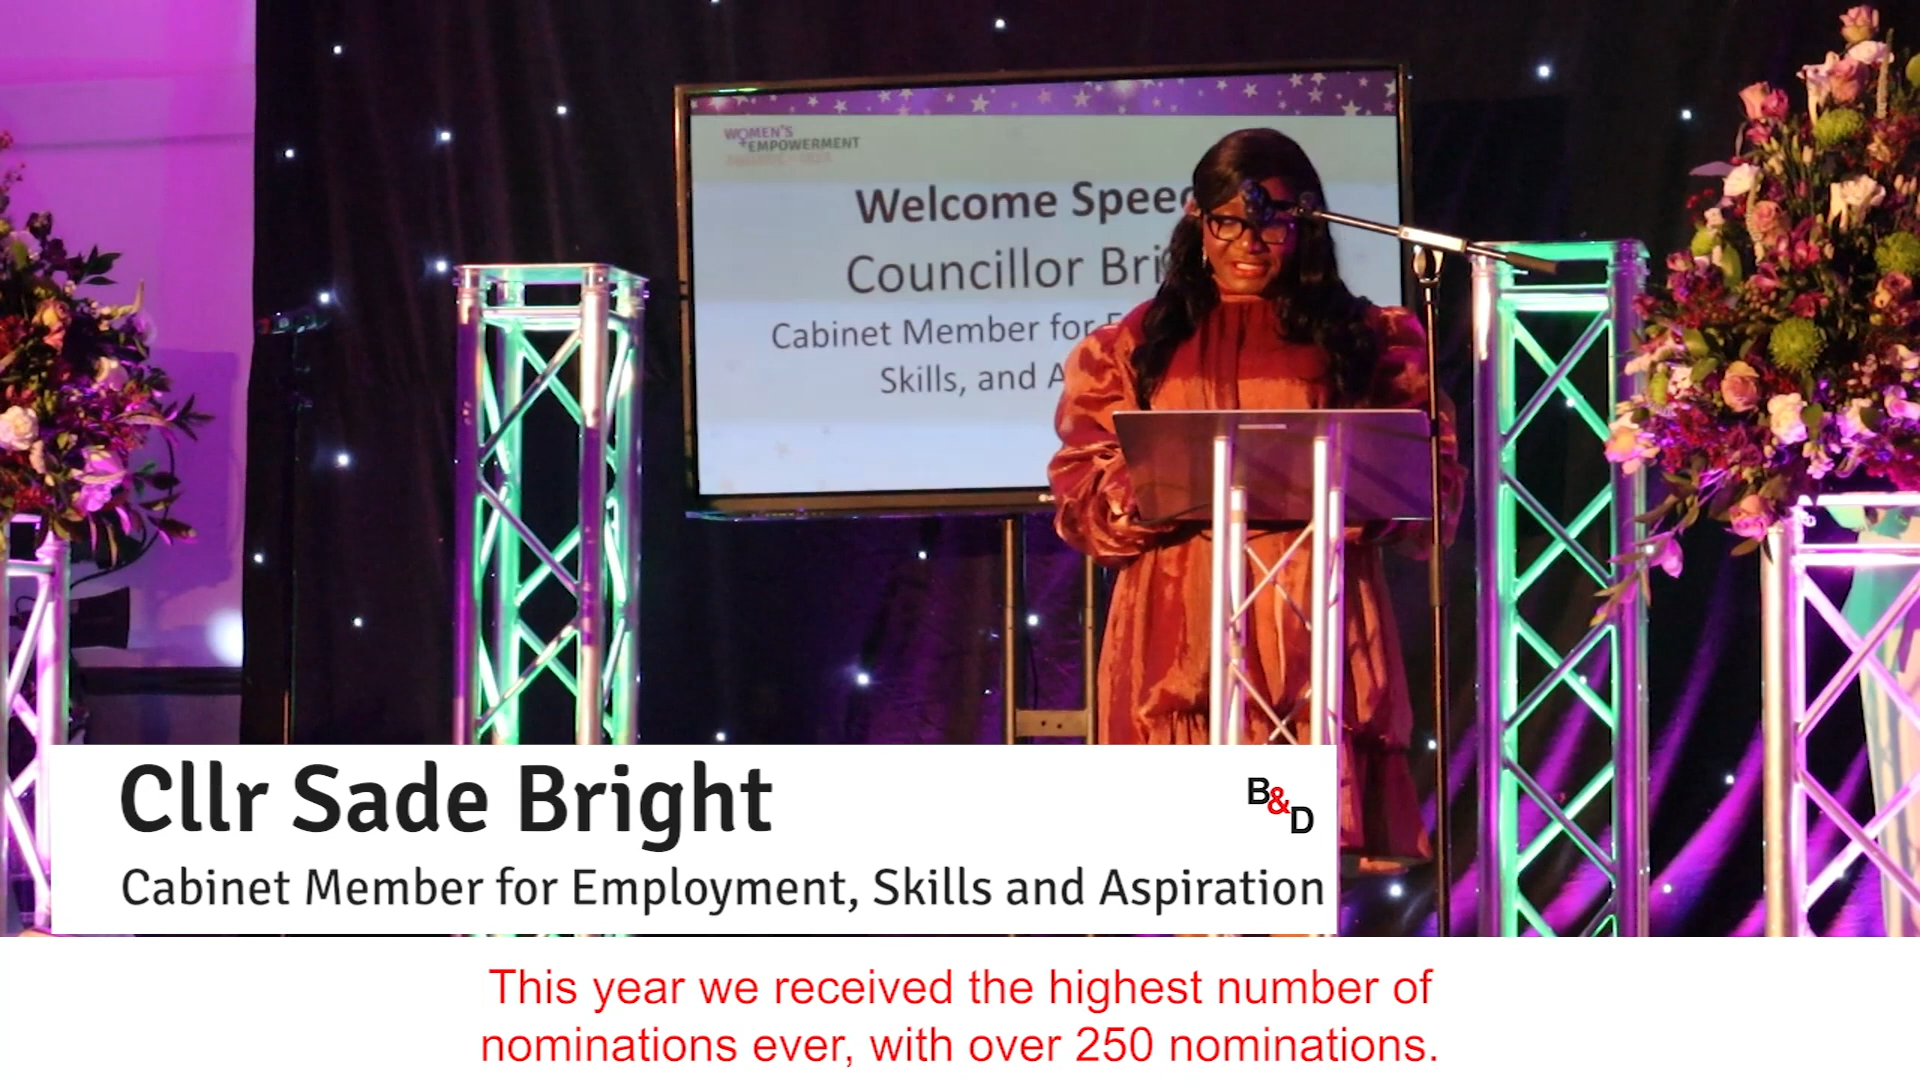 WOMEN'S
EMPOWERMENT
Welcome Spee
Councillor Bri
Cabinet Member for
Skills, and A
Cllr Sade Bright
B&D
Cabinet Member for Employment, Skills and Aspiration
This year we received the highest number of
nominations ever, with over 250 nominations.